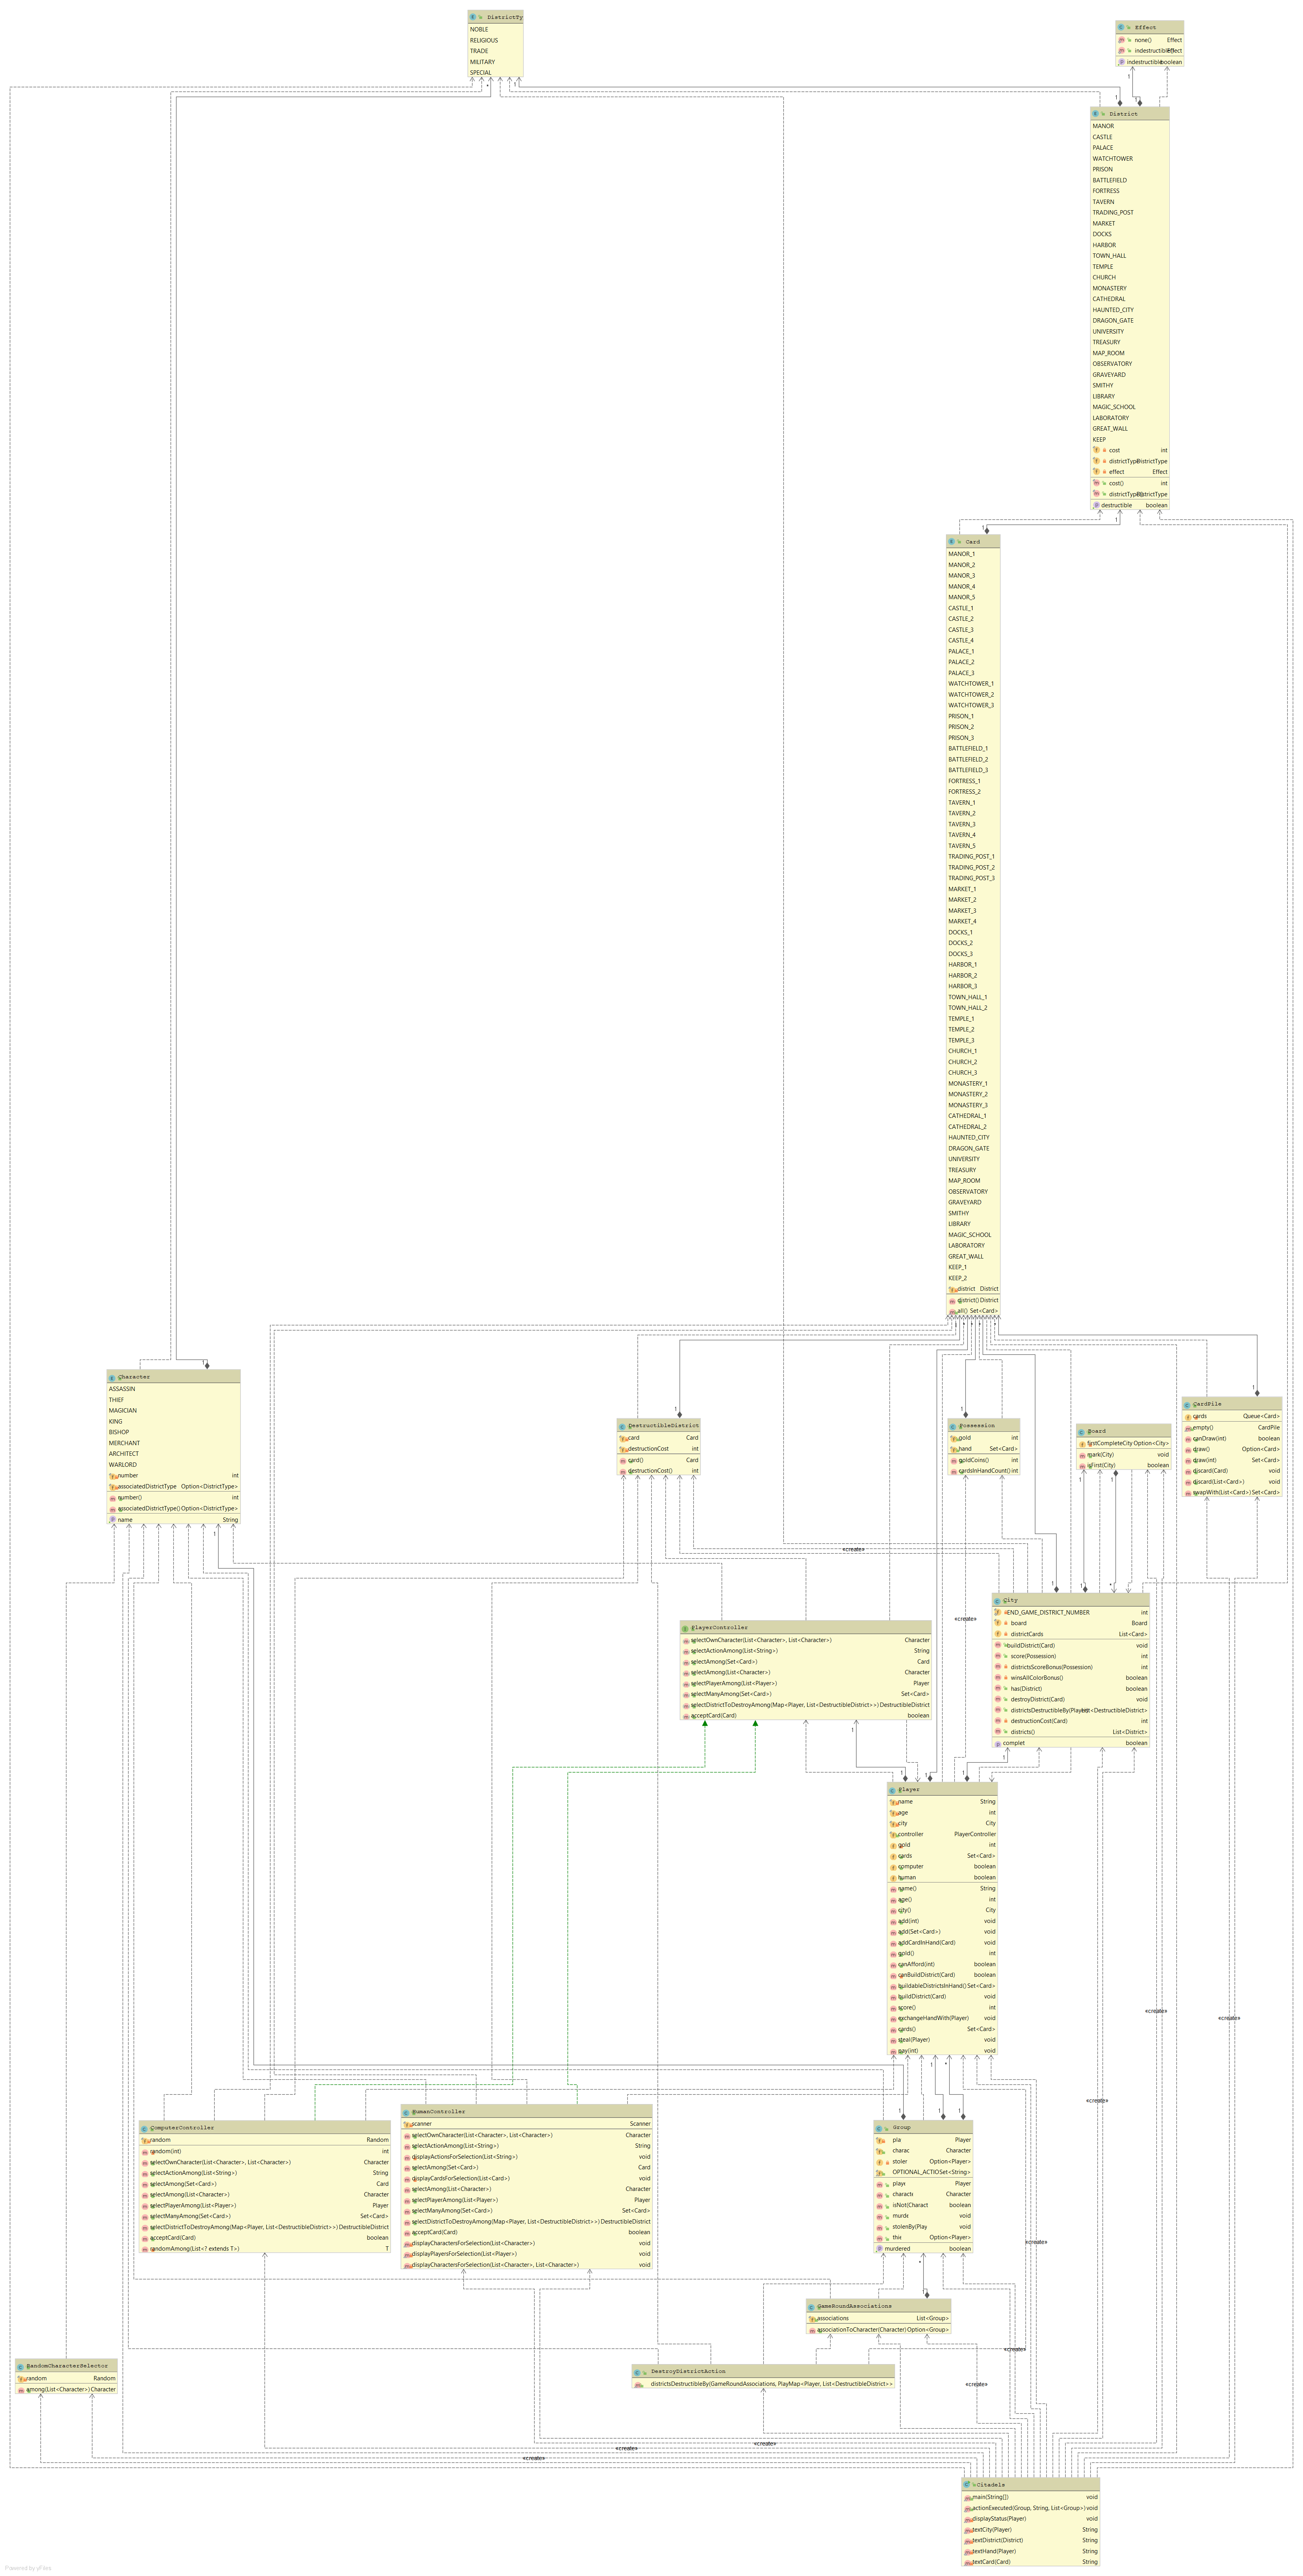 DistrictTy
NOBLE
RELIGIOUS
TRADE
MILITARY
SPECIAL
Effect
none() Effect
indestructible() Effect
indestructible boolean
District
MANOR
CASTLE
PALACE
WATCHTOWER
PRISON
BATTLEFIELD
FORTRESS
TAVERN
TRADING_POST
MARKET
DOCKS
HARBOR
TOWN_HALL
TEMPLE
CHURCH
MONASTERY
CATHEDRAL
HAUNTED_CITY
DRAGON_GATE
UNIVERSITY
TREASURY
MAP_ROOM
OBSERVATORY
GRAVEYARD
SMITHY
LIBRARY
MAGIC_SCHOOL
LABORATORY
GREAT_WALL
KEEP
cost int
districtType DistrictType
effect Effect
cost() int
districtType() DistrictType
destructible boolean
Card
MANOR_1
MANOR_2
MANOR_3
MANOR_4
MANOR_5
CASTLE_1
CASTLE_2
CASTLE_3
CASTLE_4
PALACE_1
PALACE_2
PALACE_3
WATCHTOWER_1
WATCHTOWER_2
WATCHTOWER_3
PRISON_1
PRISON_2
PRISON_3
BATTLEFIELD_1
BATTLEFIELD_2
BATTLEFIELD_3
FORTRESS_1
FORTRESS_2
TAVERN_1
TAVERN_2
TAVERN_3
TAVERN_4
TAVERN_5
TRADING_POST_1
TRADING_POST_2
TRADING_POST_3
MARKET_1
MARKET_2
MARKET_3
MARKET_4
DOCKS_1
DOCKS_2
DOCKS_3
HARBOR_1
HARBOR_2
HARBOR_3
TOWN_HALL_1
TOWN_HALL_2
TEMPLE_1
TEMPLE_2
TEMPLE_3
CHURCH_1
CHURCH_2
CHURCH_3
MONASTERY_1
MONASTERY_2
MONASTERY_3
CATHEDRAL_1
CATHEDRAL_2
HAUNTED_CITY
DRAGON_GATE
UNIVERSITY
TREASURY
MAP_ROOM
OBSERVATORY
GRAVEYARD
SMITHY
LIBRARY
MAGIC_SCHOOL
LABORATORY
GREAT_WALL
KEEP_1
KEEP_2
district District
district() District
all() Set<Card>
Character
ASSASSIN
THIEF
MAGICIAN
KING
BISHOP
MERCHANT
ARCHITECT
WARLORD
number int
associatedDistrictType Option<DistrictType>
number() int
associatedDistrictType() Option<DistrictType>
name String
DestructibleDistrict
card Card
destructionCost int
card() Card
destructionCost() int
Possession
gold int
hand Set<Card>
goldCoins() int
cardsInHandCount() int
Board
firstCompleteCity Option<City>
mark(City) void
isFirst(City) boolean
CardPile
cards Queue<Card>
empty() CardPile
canDraw(int) boolean
draw() Option<Card>
draw(int) Set<Card>
discard(Card) void
discard(List<Card>) void
swapWith(List<Card>) Set<Card>
«create»
City
END_GAME_DISTRICT_NUMBER int
board Board
districtCards List<Card>
buildDistrict(Card) void
score(Possession) int
districtsScoreBonus(Possession) int
winsAllColorBonus() boolean
has(District) boolean
destroyDistrict(Card) void
districtsDestructibleBy(Player) List<DestructibleDistrict>
destructionCost(Card) int
districts() List<District>
complet boolean
«create»
PlayerController
selectOwnCharacter(List<Character>, List<Character>) Character
selectActionAmong(List<String>) String
selectAmong(Set<Card>) Card
selectAmong(List<Character>) Character
selectPlayerAmong(List<Player>) Player
selectManyAmong(Set<Card>) Set<Card>
selectDistrictToDestroyAmong(Map<Player, List<DestructibleDistrict>>) DestructibleDistrict
acceptCard(Card) boolean
Player
name String
age int
city City
controller PlayerController
gold int
cards Set<Card>
computer boolean
human boolean
name() String
age() int
city() City
add(int) void
add(Set<Card>) void
addCardInHand(Card) void
gold() int
canAfford(int) boolean
canBuildDistrict(Card) boolean
buildableDistrictsInHand() Set<Card>
buildDistrict(Card) void
score() int
exchangeHandWith(Player) void
cards() Set<Card>
steal(Player) void
pay(int) void
«create»
«create»
«create»
ComputerController
random Random
random(int) int
selectOwnCharacter(List<Character>, List<Character>) Character
selectActionAmong(List<String>) String
selectAmong(Set<Card>) Card
selectAmong(List<Character>) Character
selectPlayerAmong(List<Player>) Player
selectManyAmong(Set<Card>) Set<Card>
selectDistrictToDestroyAmong(Map<Player, List<DestructibleDistrict>>) DestructibleDistrict
acceptCard(Card) boolean
randomAmong(List<? extends T>) T
HumanController
scanner Scanner
selectOwnCharacter(List<Character>, List<Character>) Character
selectActionAmong(List<String>) String
displayActionsForSelection(List<String>) void
selectAmong(Set<Card>) Card
displayCardsForSelection(List<Card>) void
selectAmong(List<Character>) Character
selectPlayerAmong(List<Player>) Player
selectManyAmong(Set<Card>) Set<Card>
selectDistrictToDestroyAmong(Map<Player, List<DestructibleDistrict>>) DestructibleDistrict
acceptCard(Card) boolean
displayCharactersForSelection(List<Character>) void
displayPlayersForSelection(List<Player>) void
displayCharactersForSelection(List<Character>, List<Character>) void
Group
pla Player
charac Character
stolen Option<Player>
OPTIONAL_ACTIO Set<String>
playe Player
characte Character
isNot(Charact boolean
murde void
stolenBy(Play void
thie Option<Player>
murdered boolean
«create»
GameRoundAssociations
associations List<Group>
associationToCharacter(Character) Option<Group>
«create»
RandomCharacterSelector
random Random
among(List<Character>) Character
DestroyDistrictAction
districtsDestructibleBy(GameRoundAssociations, Play Map<Player, List<DestructibleDistrict>>
«create»
«create»
«create»
«create»
Citadels
main(String[]) void
actionExecuted(Group, String, List<Group>) void
displayStatus(Player) void
textCity(Player) String
textDistrict(District) String
textHand(Player) String
textCard(Card) String
Powered by yFiles